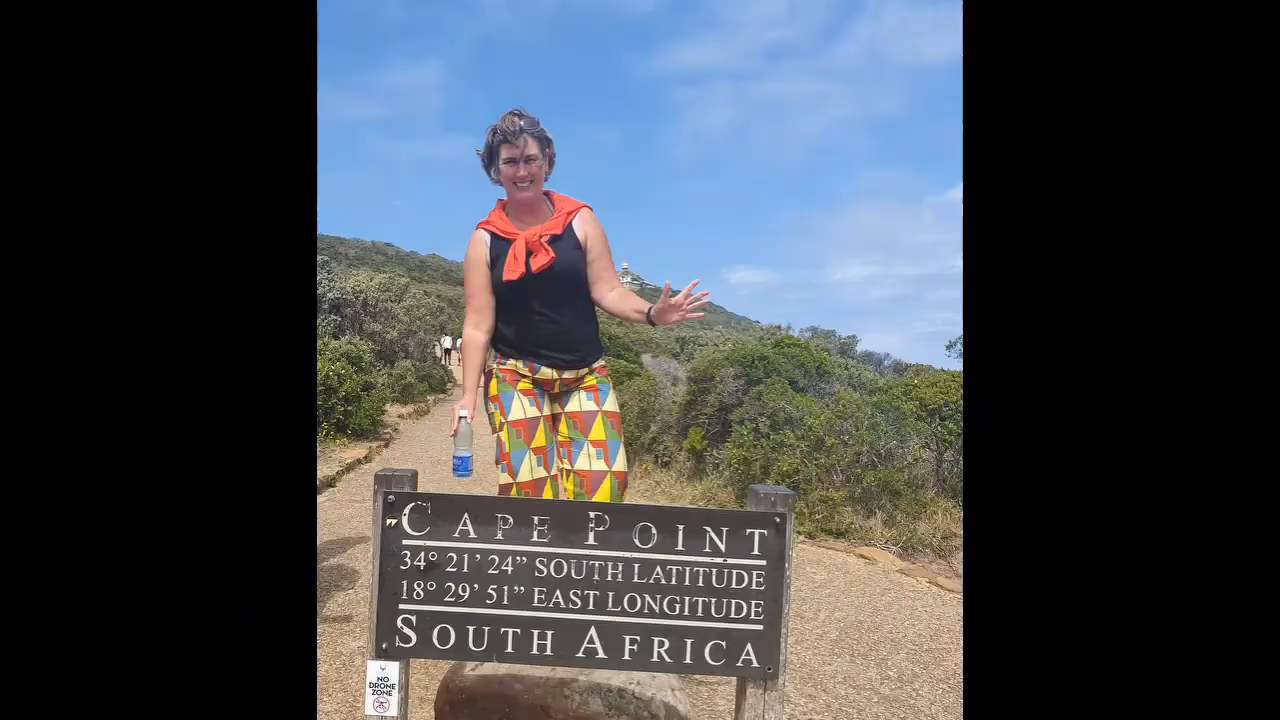 CAPE POINT
34° 21' 24" SOUTH LATITUDE
18° 29' 51" EAST LONGITUDE
SOUTH AFRICA
NO
DRONE
ZONE